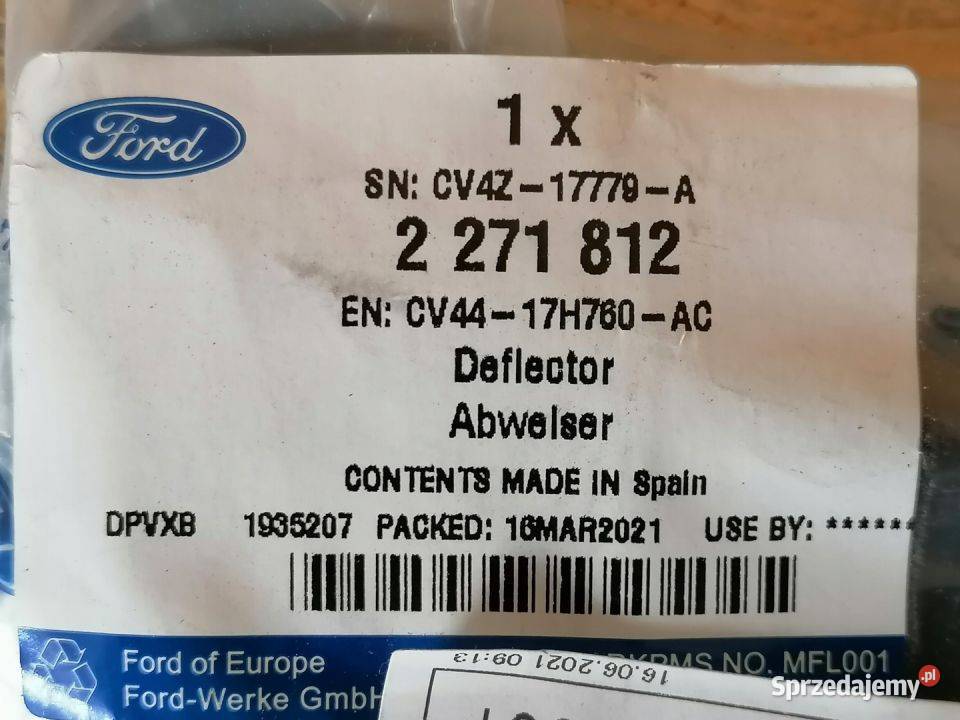 Ford
1 x
SN: CV4Z-17779-A
2 271 812
EN: CV44-17H760-AC
Deflector
Abweiser
CONTENTS MADE IN Spain
DPVXB 1935207 PACKED: 16MAR2021 USE BY: ******
Ford of Europe NO. MFL001
Ford-Werke GmbH
16.06.2021 09:13
Sprzedajemy.pl